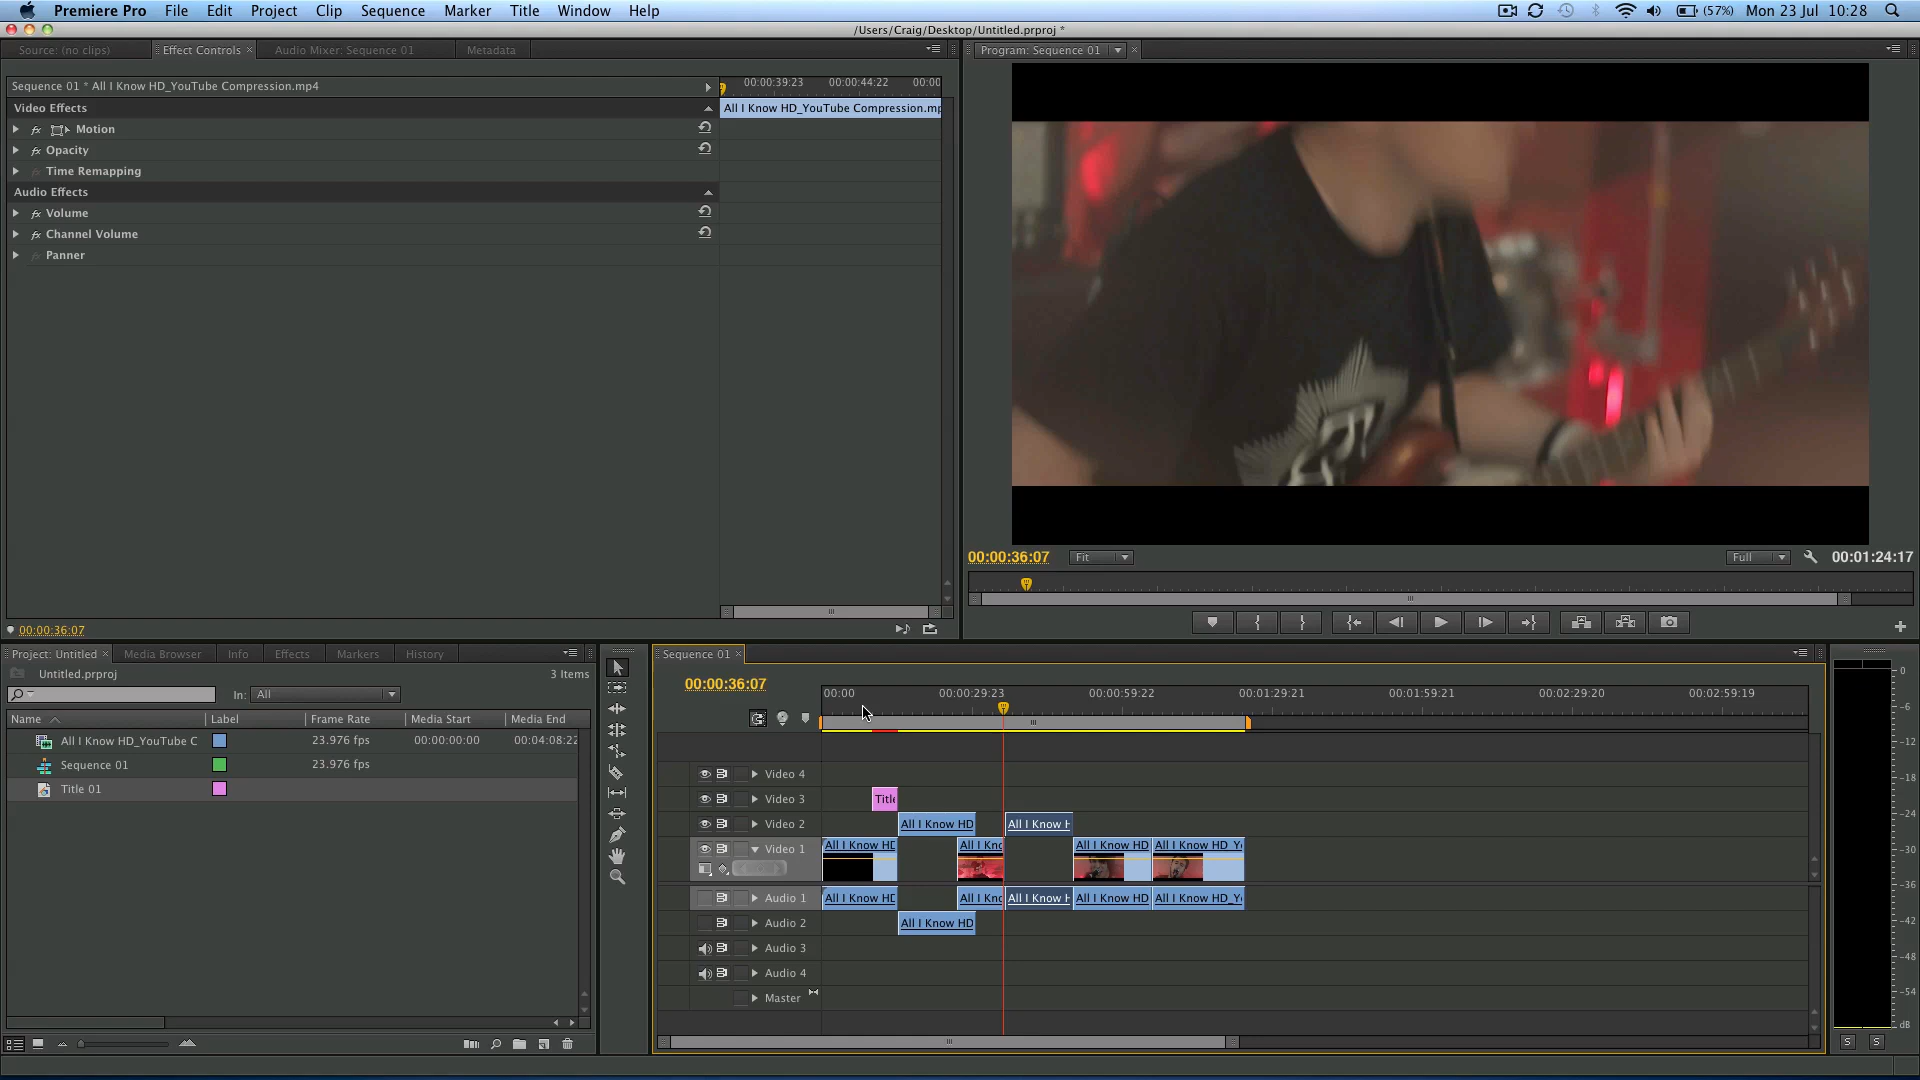 Premiere Pro File Edit Project Clip Sequence Marker Title Window Help (57%) Mon 23 Jul 10:28
/Users/Craig/Desktop/Untitled.prproj *
Source: (no clips) Effect Controls Audio Mixer: Sequence 01 Metadata
Program: Sequence 01
Sequence 01 * All I Know HD_YouTube Compression.mp4
00:00:39:23 00:00:44:22 00:00
Video Effects
All I Know HD_YouTube Compression.mp
fx Motion
fx Opacity
Time Remapping
Audio Effects
fx Volume
fx Channel Volume
Panner
00:00:36:07 Fit Full 00:01:24:17
00:00:36:07
Project: Untitled Media Browser Info Effects Markers History
Untitled.prproj 3 Items
In: All
Name Label Frame Rate Media Start Media End
All I Know HD_YouTube C 23.976 fps 00:00:00:00 00:04:08:22
Sequence 01 23.976 fps
Title 01
Sequence 01
00:00:36:07
00:00 00:00:29:23 00:00:59:22 00:01:29:21 00:01:59:21 00:02:29:20 00:02:59:19
Video 4
Video 3 Title
Video 2 All I Know HD All I Know H
Video 1 All I Know HD All I Kno All I Know HD All I Know HD_Y
Audio 1 All I Know HD All I Kno All I Know H All I Know HD All I Know HD_Y
Audio 2 All I Know HD
Audio 3
Audio 4
Master
0
-6
-12
-18
-24
-30
-36
-42
-48
-54
dB
S S